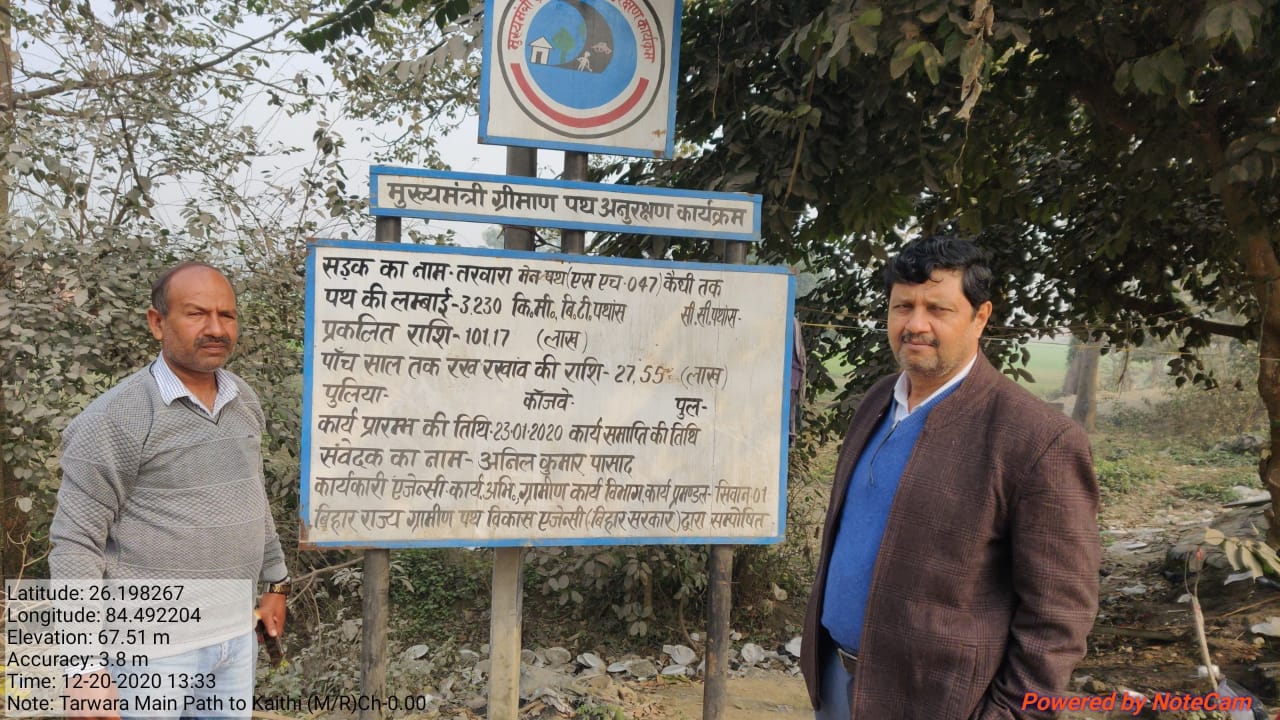 मुख्यमंत्री ग्रीमाण पथ अनुरक्षण कार्यक्रम
सड़क का नाम- तरवारा मेन पथ(एस एच-047) कैथी तक
पथ की लम्बाई-3.230 कि.मी०, बि.टी.पथांस सी.सी.पथांस-
प्रकलित राशि-101.17 (लाख)
पाँच साल तक रख रखांव की राशि- 27.55 (लाख)
पुलिया- कॉजवे- पुल-
कार्य प्रारम्भ की तिथि-23-01-2020 कार्य समाप्ति की तिथि
संवेदक का नाम- अनिल कुमार पासाद
कार्यकारी एजेन्सी-कार्य.अभि०, ग्रामीण कार्य विभाग, कार्य प्रमण्डल- सिवान-01
बिहार राज्य ग्रामीण पथ विकास एजेन्सी (बिहार सरकार) द्वारा सम्पोषित
Latitude: 26.198267
Longitude: 84.492204
Elevation: 67.51 m
Accuracy: 3.8 m
Time: 12-20-2020 13:33
Note: Tarwara Main Path to Kaithi (M/R)Ch-0.00
Powered by NoteCam